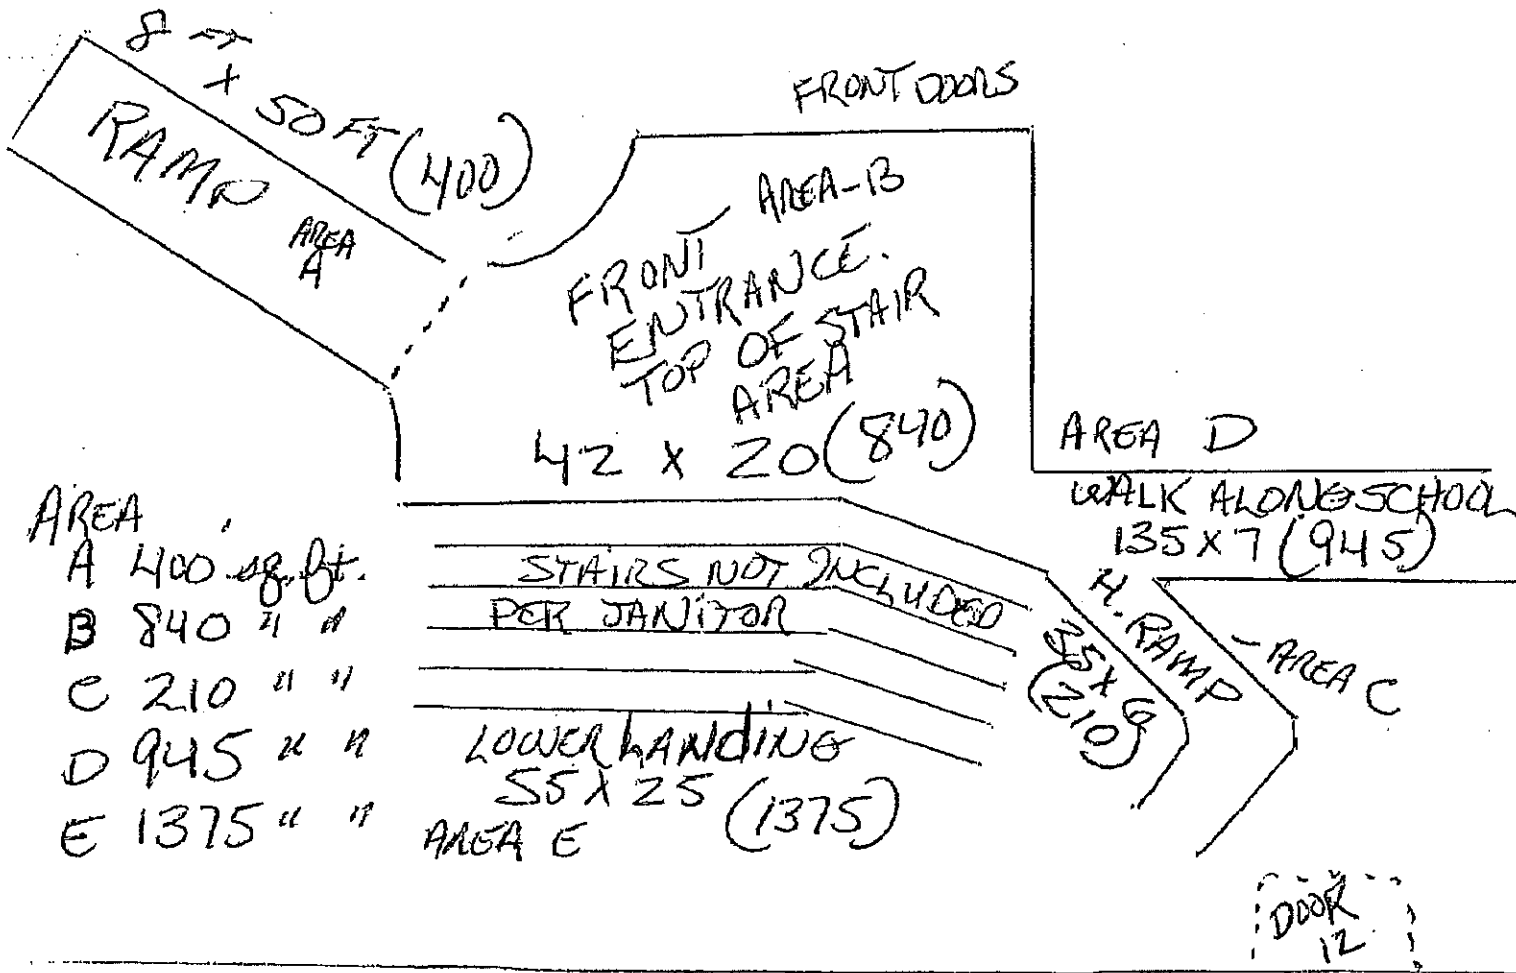 8 FT
X
50 FT (400)
RAMP
AREA
A
FRONT DOORS
AREA-B
FRONT
ENTRANCE.
TOP OF STAIR
AREA
42 X 20 (840)
AREA D
WALK ALONG SCHOOL
135 X 7 (945)
AREA
A 400 sq. ft.
B 840 " "
C 210 " "
D 945 " "
E 1375 " "
STAIRS NOT INCLUDED
PER JANITOR
H. RAMP
35 X 6
(210)
AREA C
LOWER LANDING
55 X 25 (1375)
AREA E
DOOR
12